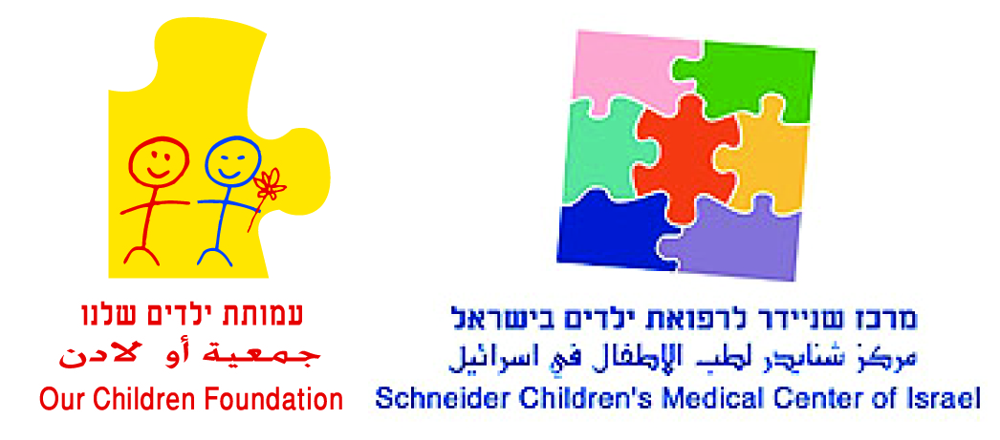 עמותת ילדים שלנו
جمعية أو لادن
Our Children Foundation
מרכז שניידר לרפואת ילדים בישראל
مركز شنايدر لطب الاطفال في اسرائيل
Schneider Children's Medical Center of Israel